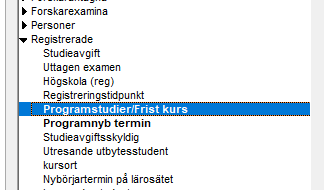 Forskarexamina
Personer
Registrerade
Studieavgift
Uttagen examen
Högskola (reg)
Registreringstidpunkt
Programstudier/Frist kurs
Programnyb termin
Studieavgiftsskyldig
Utresande utbytesstudent
kursort
Nybörjartermin på lärosätet